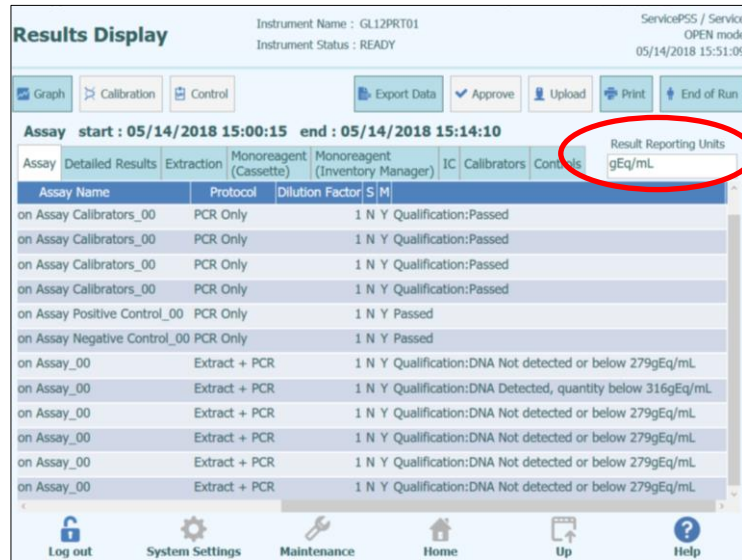 Results Display
Instrument Name : GL12PRT01
Instrument Status : READY
ServicePSS / Service
OPEN mode
05/14/2018 15:51:09
Graph Calibration Control Export Data Approve Upload Print End of Run
Assay start : 05/14/2018 15:00:15 end : 05/14/2018 15:14:10
Result Reporting Units
gEq/mL
Assay Detailed Results Extraction Monoreagent (Cassette) Monoreagent (Inventory Manager) IC Calibrators Controls
Assay Name Protocol Dilution Factor S M
on Assay Calibrators_00 PCR Only 1 N Y Qualification:Passed
on Assay Calibrators_00 PCR Only 1 N Y Qualification:Passed
on Assay Calibrators_00 PCR Only 1 N Y Qualification:Passed
on Assay Calibrators_00 PCR Only 1 N Y Qualification:Passed
on Assay Positive Control_00 PCR Only 1 N Y Passed
on Assay Negative Control_00 PCR Only 1 N Y Passed
on Assay_00 Extract + PCR 1 N Y Qualification:DNA Not detected or below 279gEq/mL
on Assay_00 Extract + PCR 1 N Y Qualification:DNA Detected, quantity below 316gEq/mL
on Assay_00 Extract + PCR 1 N Y Qualification:DNA Not detected or below 279gEq/mL
on Assay_00 Extract + PCR 1 N Y Qualification:DNA Not detected or below 279gEq/mL
on Assay_00 Extract + PCR 1 N Y Qualification:DNA Not detected or below 279gEq/mL
on Assay_00 Extract + PCR 1 N Y Qualification:DNA Not detected or below 279gEq/mL
Log out System Settings Maintenance Home Up Help